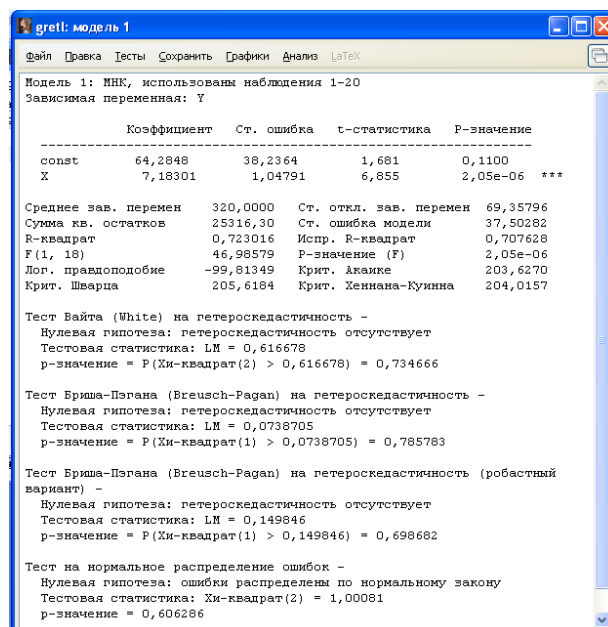 gretl: модель 1
Файл Правка Тесты Сохранить Графики Анализ LaTeX
Модель 1: МНК, использованы наблюдения 1-20
Зависимая переменная: Y
Коэффициент Ст. ошибка t-статистика P-значение
const 64,2848 38,2364 1,681 0,1100
X 7,18301 1,04791 6,855 2,05e-06 ***
Среднее зав. перемен 320,0000 Ст. откл. зав. перемен 69,35796
Сумма кв. остатков 25316,30 Ст. ошибка модели 37,50282
R-квадрат 0,723016 Испр. R-квадрат 0,707628
F(1, 18) 46,98579 Р-значение (F) 2,05e-06
Лог. правдоподобие -99,81349 Крит. Акаике 203,6270
Крит. Шварца 205,6184 Крит. Хеннана-Куинна 204,0157
Тест Вайта (White) на гетероскедастичность -
Нулевая гипотеза: гетероскедастичность отсутствует
Тестовая статистика: LM = 0,616678
p-значение = P(Хи-квадрат(2) > 0,616678) = 0,734666
Тест Бриша-Пэгана (Breusch-Pagan) на гетероскедастичность -
Нулевая гипотеза: гетероскедастичность отсутствует
Тестовая статистика: LM = 0,0738705
p-значение = P(Хи-квадрат(1) > 0,0738705) = 0,785783
Тест Бриша-Пэгана (Breusch-Pagan) на гетероскедастичность (робастный
вариант) -
Нулевая гипотеза: гетероскедастичность отсутствует
Тестовая статистика: LM = 0,149846
p-значение = P(Хи-квадрат(1) > 0,149846) = 0,698682
Тест на нормальное распределение ошибок -
Нулевая гипотеза: ошибки распределены по нормальному закону
Тестовая статистика: Хи-квадрат(2) = 1,00081
p-значение = 0,606286